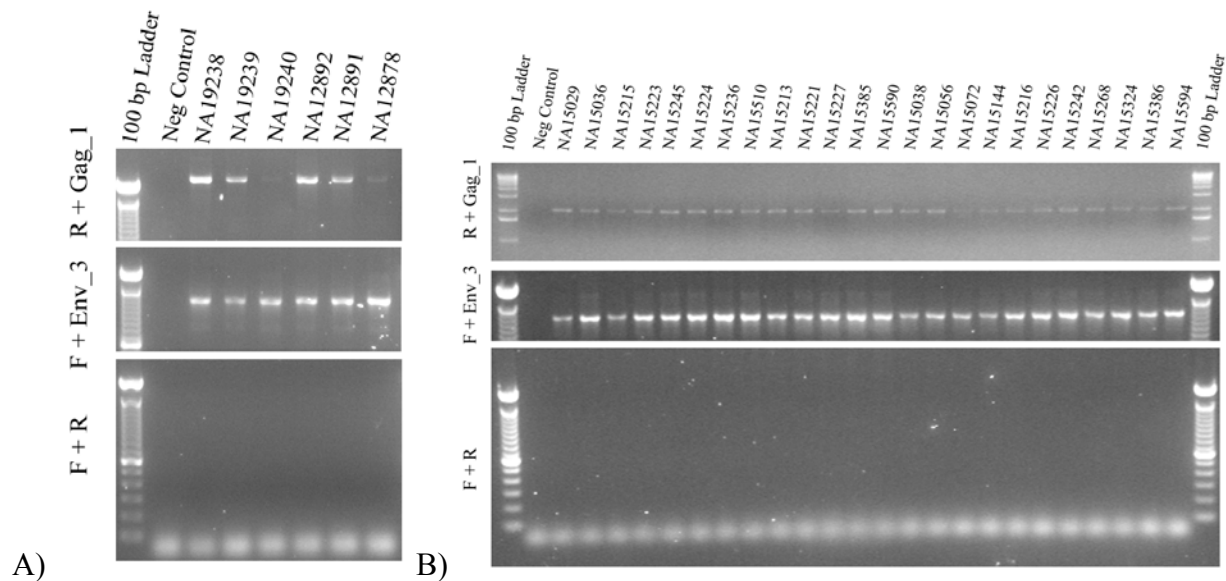 100 bp Ladder
Neg Control
NA19238
NA19239
NA19240
NA12892
NA12891
NA12878
R + Gag_1
F + Env_3
F + R
A)
100 bp Ladder
Neg Control
NA15029
NA15036
NA15215
NA15223
NA15245
NA15224
NA15236
NA15510
NA15213
NA15221
NA15227
NA15385
NA15590
NA15038
NA15056
NA15072
NA15144
NA15216
NA15226
NA15242
NA15268
NA15324
NA15386
NA15594
100 bp Ladder
R + Gag_1
F + Env_3
F + R
B)